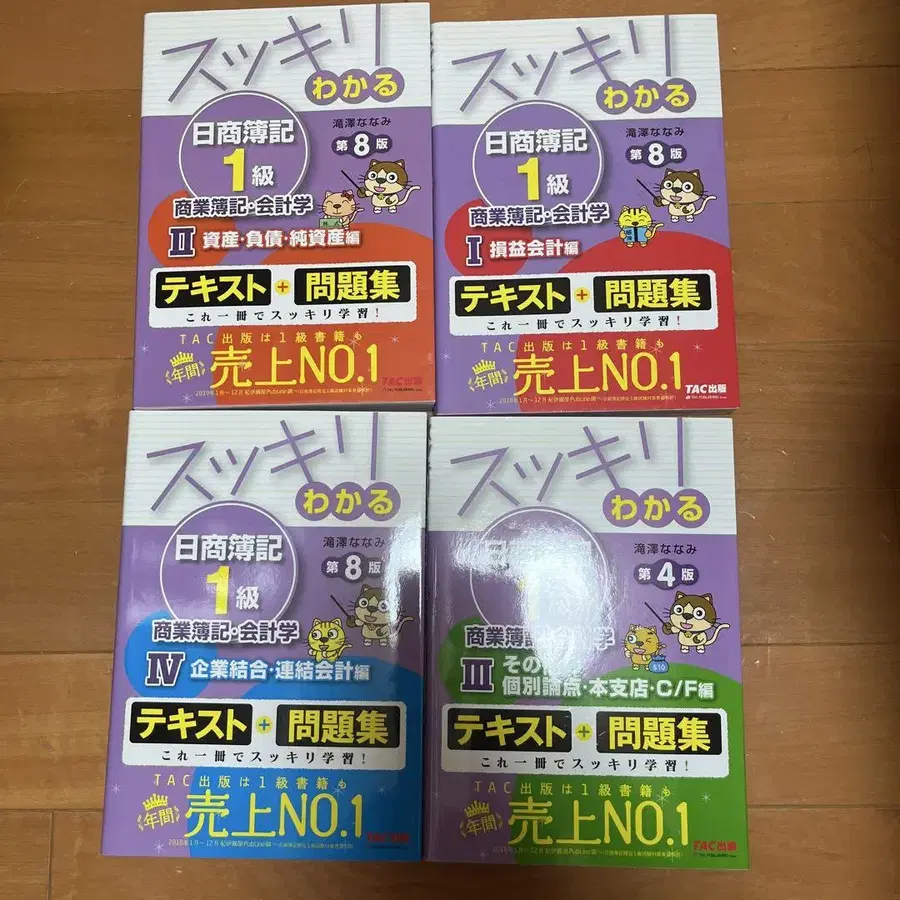 スッキリ
わかる
日商簿記
1級
滝澤ななみ
第8版
商業簿記・会計学
II 資産・負債・純資産編
テキスト+問題集
これ一冊でスッキリ学習!
TAC出版は1級書籍も
年間
売上NO.1
TAC出版
スッキリ
わかる
日商簿記
1級
滝澤ななみ
第8版
商業簿記・会計学
I 損益会計編
テキスト+問題集
これ一冊でスッキリ学習!
TAC出版は1級書籍も
年間
売上NO.1
TAC出版
スッキリ
わかる
日商簿記
1級
滝澤ななみ
第8版
商業簿記・会計学
IV 企業結合・連結会計編
テキスト+問題集
これ一冊でスッキリ学習!
TAC出版は1級書籍も
年間
売上NO.1
TAC出版
スッキリ
わかる
滝澤ななみ
第4版
商業簿記
III その
個別論点・本支店・C/F編
$10
テキスト+問題集
これ一冊でスッキリ学習!
TAC出版は1級書籍も
年間
売上NO.1
TAC出版